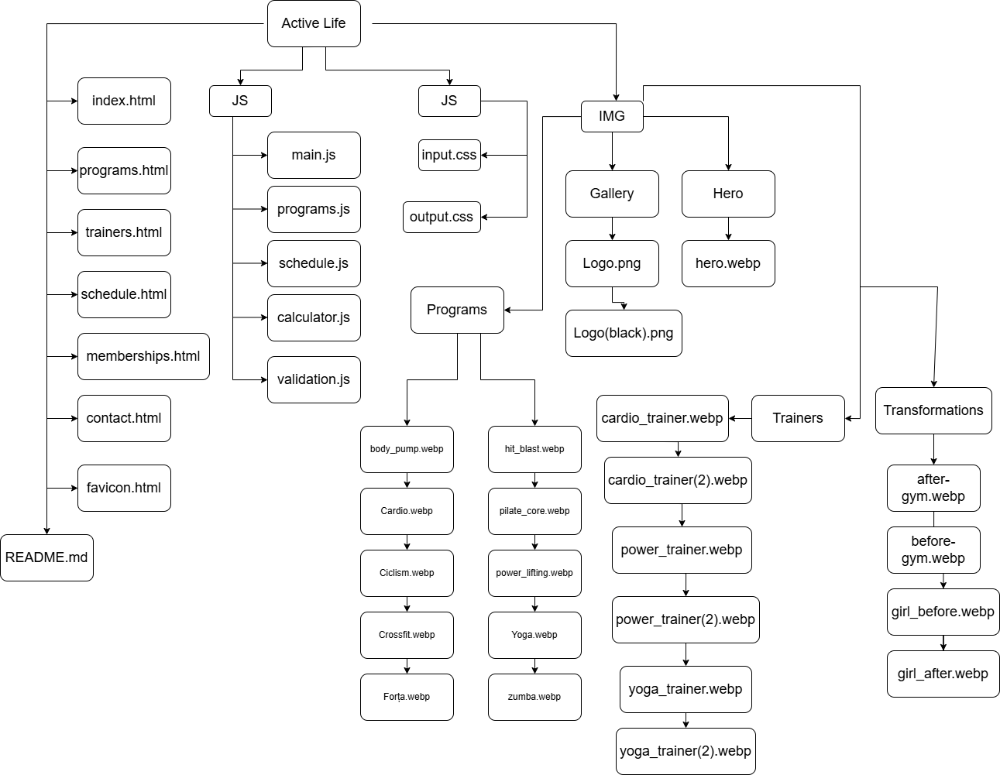 Active Life
index.html
programs.html
trainers.html
schedule.html
memberships.html
contact.html
favicon.html
README.md
JS
main.js
programs.js
schedule.js
calculator.js
validation.js
JS
input.css
output.css
IMG
Gallery
Logo.png
Logo(black).png
Hero
hero.webp
Programs
body_pump.webp
Cardio.webp
Ciclism.webp
Crossfit.webp
Forța.webp
hit_blast.webp
pilate_core.webp
power_lifting.webp
Yoga.webp
zumba.webp
Trainers
cardio_trainer.webp
cardio_trainer(2).webp
power_trainer.webp
power_trainer(2).webp
yoga_trainer.webp
yoga_trainer(2).webp
Transformations
after-
gym.webp
before-
gym.webp
girl_before.webp
girl_after.webp